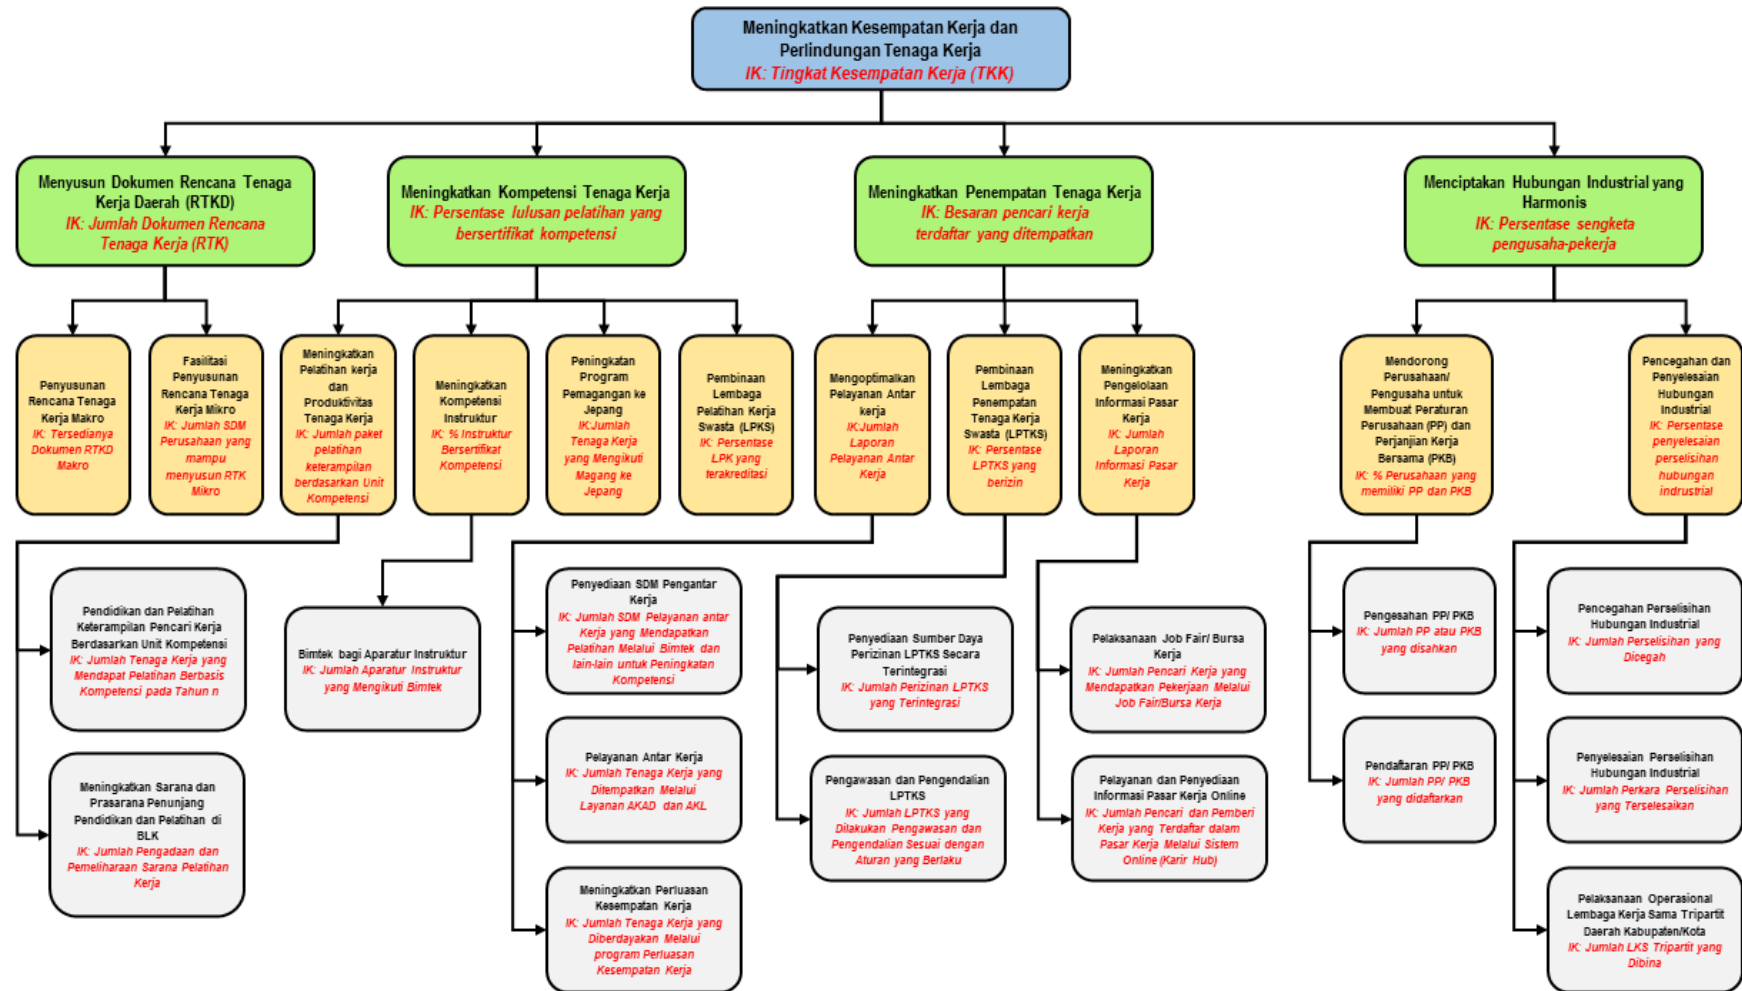 Meningkatkan Kesempatan Kerja dan
Perlindungan Tenaga Kerja
IK: Tingkat Kesempatan Kerja (TKK)
Menyusun Dokumen Rencana Tenaga
Kerja Daerah (RTKD)
IK: Jumlah Dokumen Rencana
Tenaga Kerja (RTK)
Meningkatkan Kompetensi Tenaga Kerja
IK: Persentase lulusan pelatihan yang
bersertifikat kompetensi
Meningkatkan Penempatan Tenaga Kerja
IK: Besaran pencari kerja
terdaftar yang ditempatkan
Menciptakan Hubungan Industrial yang
Harmonis
IK: Persentase sengketa
pengusaha-pekerja
Penyusunan
Rencana Tenaga
Kerja Makro
IK: Tersedianya
Dokumen RTKD
Makro
Fasilitasi
Penyusunan
Rencana Tenaga
Kerja Mikro
IK: Jumlah SDM
Perusahaan yang
mampu
menyusun RTK
Mikro
Meningkatkan
Pelatihan kerja
dan
Produktivitas
Tenaga Kerja
IK: Jumlah paket
pelatihan
keterampilan
berdasarkan Unit
Kompetensi
Meningkatkan
Kompetensi
Instruktur
IK: % Instruktur
Bersertifikat
Kompetensi
Peningkatan
Program
Pemagangan ke
Jepang
IK:Jumlah
Tenaga Kerja
yang Mengikuti
Magang ke
Jepang
Pembinaan
Lembaga
Pelatihan Kerja
Swasta (LPKS)
IK: Persentase
LPK yang
terakreditasi
Mengoptimalkan
Pelayanan Antar
kerja
IK:Jumlah
Laporan
Pelayanan Antar
Kerja
Pembinaan
Lembaga
Penempatan
Tenaga Kerja
Swasta (LPTKS)
IK: Persentase
LPTKS yang
berizin
Meningkatkan
Pengelolaan
Informasi Pasar
Kerja
IK: Jumlah
Laporan
Informasi Pasar
Kerja
Mendorong
Perusahaan/
Pengusaha untuk
Membuat Peraturan
Perusahaan (PP) dan
Perjanjian Kerja
Bersama (PKB)
IK: % Perusahaan yang
memiliki PP dan PKB
Pencegahan dan
Penyelesaian
Hubungan
Industrial
IK: Persentase
penyelesaian
perselisihan
hubungan
indrustrial
Pendidikan dan Pelatihan
Keterampilan Pencari Kerja
Berdasarkan Unit Kompetensi
IK: Jumlah Tenaga Kerja yang
Mendapat Pelatihan Berbasis
Kompetensi pada Tahun n
Meningkatkan Sarana dan
Prasarana Penunjang
Pendidikan dan Pelatihan di
BLK
IK: Jumlah Pengadaan dan
Pemeliharaan Sarana Pelatihan
Kerja
Bimtek bagi Aparatur Instruktur
IK: Jumlah Aparatur Instruktur
yang Mengikuti Bimtek
Penyediaan SDM Pengantar
Kerja
IK: Jumlah SDM Pelayanan antar
Kerja yang Mendapatkan
Pelatihan Melalui Bimtek dan
lain-lain untuk Peningkatan
Kompetensi
Pelayanan Antar Kerja
IK: Jumlah Tenaga Kerja yang
Ditempatkan Melalui
Layanan AKAD dan AKL
Meningkatkan Perluasan
Kesempatan Kerja
IK: Jumlah Tenaga Kerja yang
Diberdayakan Melalui
program Perluasan
Kesempatan Kerja
Penyediaan Sumber Daya
Perizinan LPTKS Secara
Terintegrasi
IK: Jumlah Perizinan LPTKS
yang Terintegrasi
Pengawasan dan Pengendalian
LPTKS
IK: Jumlah LPTKS yang
Dilakukan Pengawasan dan
Pengendalian Sesuai dengan
Aturan yang Berlaku
Pelaksanaan Job Fair/ Bursa
Kerja
IK: Jumlah Pencari Kerja yang
Mendapatkan Pekerjaan Melalui
Job Fair/Bursa Kerja
Pelayanan dan Penyediaan
Informasi Pasar Kerja Online
IK: Jumlah Pencari dan Pemberi
Kerja yang Terdaftar dalam
Pasar Kerja Melalui Sistem
Online (Karir Hub)
Pengesahan PP/ PKB
IK: Jumlah PP atau PKB
yang disahkan
Pendaftaran PP/ PKB
IK: Jumlah PP/ PKB
yang didaftarkan
Pencegahan Perselisihan
Hubungan Industrial
IK: Jumlah Perselisihan yang
Dicegah
Penyelesaian Perselisihan
Hubungan Industrial
IK: Jumlah Perkara Perselisihan
yang Terselesaikan
Pelaksanaan Operasional
Lembaga Kerja Sama Tripartit
Daerah Kabupaten/Kota
IK: Jumlah LKS Tripartit yang
Dibina